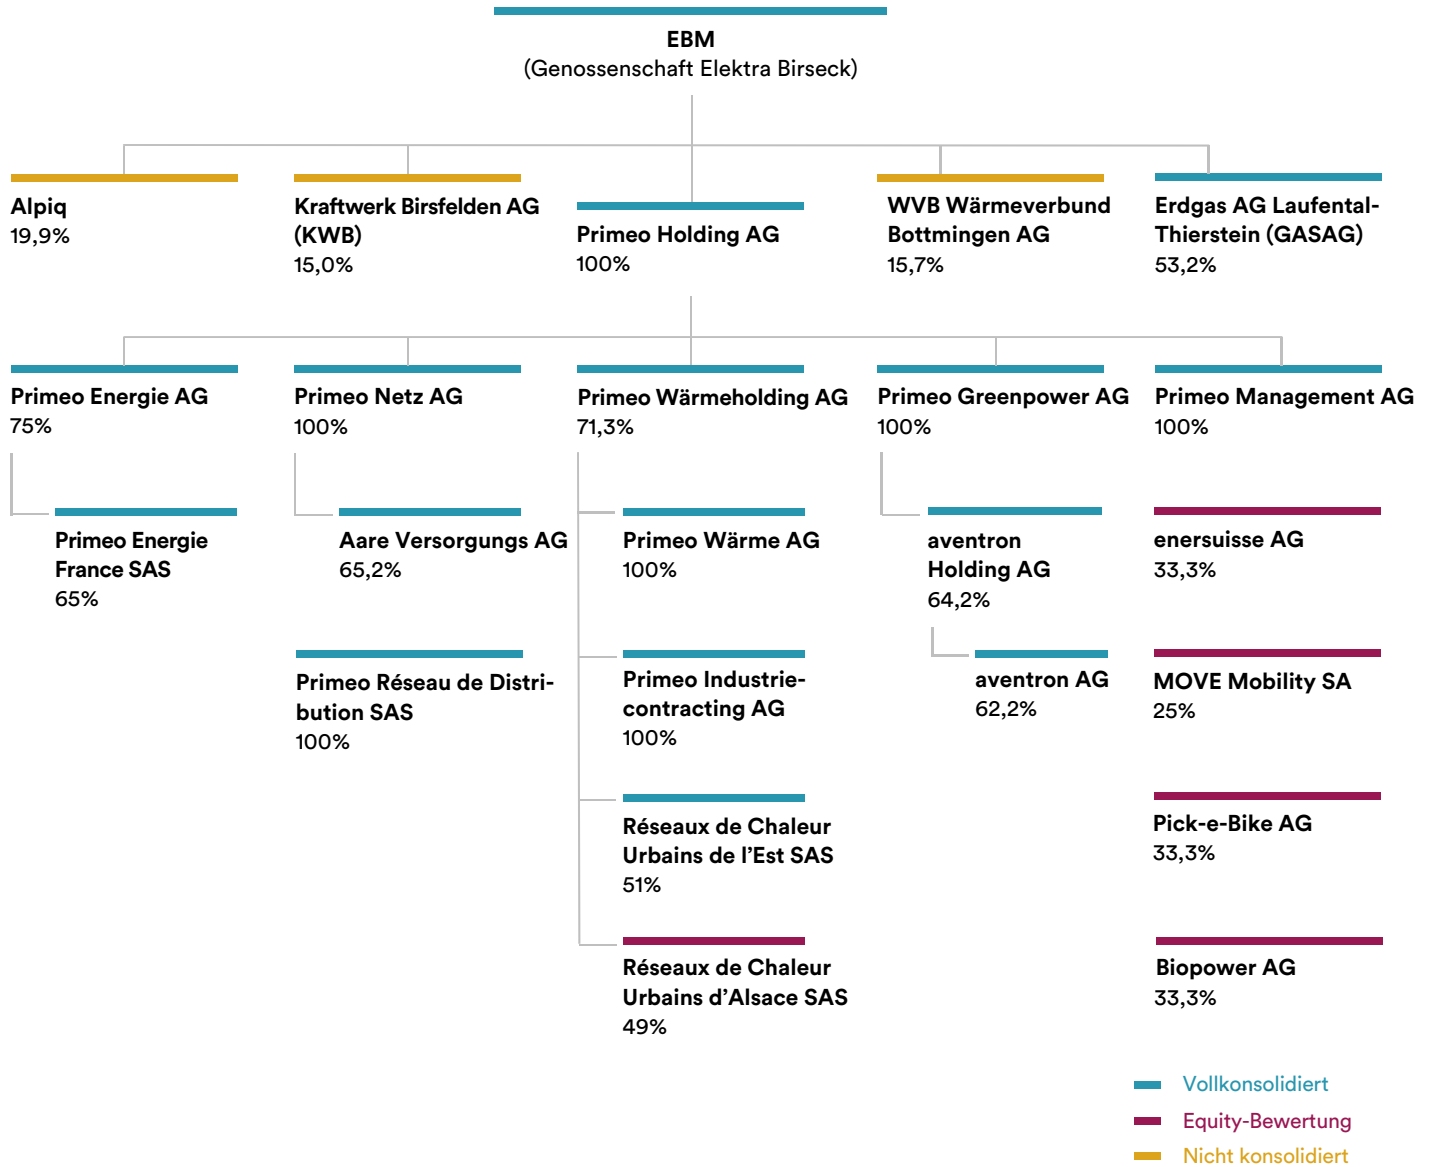 EBM
(Genossenschaft Elektra Birseck)
Alpiq
19,9%
Kraftwerk Birsfelden AG
(KWB)
15,0%
Primeo Holding AG
100%
WVB Wärmeverbund
Bottmingen AG
15,7%
Erdgas AG Laufental-
Thierstein (GASAG)
53,2%
Primeo Energie AG
75%
Primeo Netz AG
100%
Primeo Wärmeholding AG
71,3%
Primeo Greenpower AG
100%
Primeo Management AG
100%
Primeo Energie
France SAS
65%
Aare Versorgungs AG
65,2%
Primeo Réseau de Distri-
bution SAS
100%
Primeo Wärme AG
100%
Primeo Industrie-
contracting AG
100%
Réseaux de Chaleur
Urbains de l’Est SAS
51%
Réseaux de Chaleur
Urbains d’Alsace SAS
49%
aventron
Holding AG
64,2%
aventron AG
62,2%
enersuisse AG
33,3%
MOVE Mobility SA
25%
Pick-e-Bike AG
33,3%
Biopower AG
33,3%
Vollkonsolidiert
Equity-Bewertung
Nicht konsolidiert